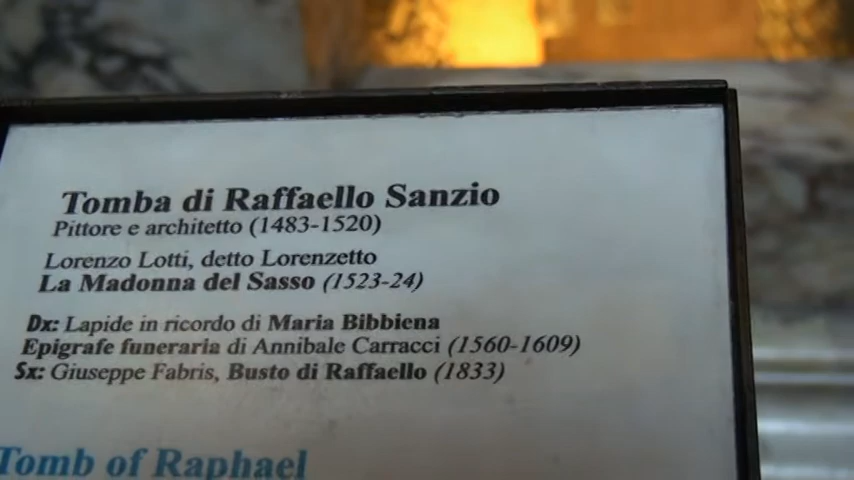 Tomba di Raffaello Sanzio
Pittore e architetto (1483-1520)
Lorenzo Lotti, detto Lorenzetto
La Madonna del Sasso (1523-24)
Dx: Lapide in ricordo di Maria Bibbiena
Epigrafe funeraria di Annibale Carracci (1560-1609)
Sx: Giuseppe Fabris, Busto di Raffaello (1833)
Tomb of Raphael